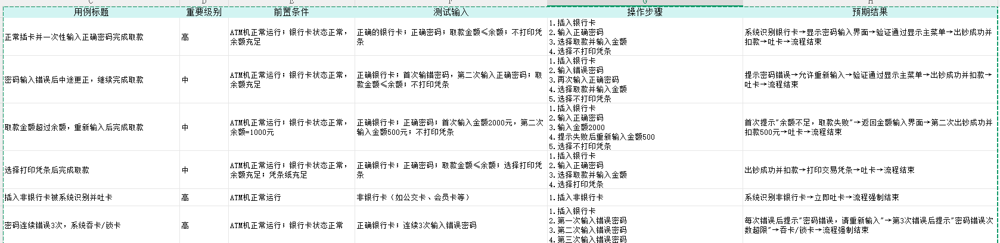 用例标题 重要级别 前置条件 测试输入 操作步骤 预期结果
正常插卡并一次性输入正确密码完成取款
高
ATM机正常运行；银行卡状态正常，
余额充足
正确的银行卡；正确密码；取款金额≤余额；不打印凭
条
1.插入银行卡
2.输入正确密码
3.选择取款并输入金额
4.选择不打印凭条
系统识别银行卡→显示密码输入界面→验证通过显示主菜单→出钞成功并
扣款→吐卡→流程结束
密码输入错误后中途更正，继续完成取款
中
ATM机正常运行；银行卡状态正常，
余额充足
正确银行卡；首次输错密码，第二次输入正确密码；取
款金额≤余额；不打印凭条
1.插入银行卡
2.输入错误密码
3.再次输入正确密码
4.选择取款并输入金额
5.选择不打印凭条
提示密码错误→允许重新输入→验证通过显示主菜单→出钞成功并扣款→
吐卡→流程结束
取款金额超过余额，重新输入后完成取款
中
ATM机正常运行；银行卡状态正常，
余额=1000元
正确银行卡；正确密码；首次输入金额2000元，第二次
输入金额500元；不打印凭条
1.插入银行卡
2.输入正确密码
3.输入金额2000
4.提示失败后重新输入金额500
5.选择不打印凭条
首次提示"余额不足，取款失败"→返回金额输入界面→第二次出钞成功并
扣款500元→吐卡→流程结束
选择打印凭条后完成取款
中
ATM机正常运行；银行卡状态正常，
余额充足；凭条纸充足
正确银行卡；正确密码；取款金额≤余额；选择打印凭
条
1.插入银行卡
2.输入正确密码
3.选择取款并输入金额
4.选择打印凭条
出钞成功并扣款→打印交易凭条→吐卡→流程结束
插入非银行卡被系统识别并吐卡
高
ATM机正常运行
非银行卡（如公交卡、会员卡等）
1.插入非银行卡
系统识别非银行卡→立即吐卡→流程强制结束
密码连续错误3次，系统吞卡/锁卡
高
ATM机正常运行；银行卡状态正常
正确银行卡；连续3次输入错误密码
1.插入银行卡
2.第一次输入错误密码
3.第二次输入错误密码
4.第三次输入错误密码
每次错误后提示"密码错误，请重新输入"→第3次错误后提示"密码错误次
数超限"→吞卡/锁卡→流程强制结束